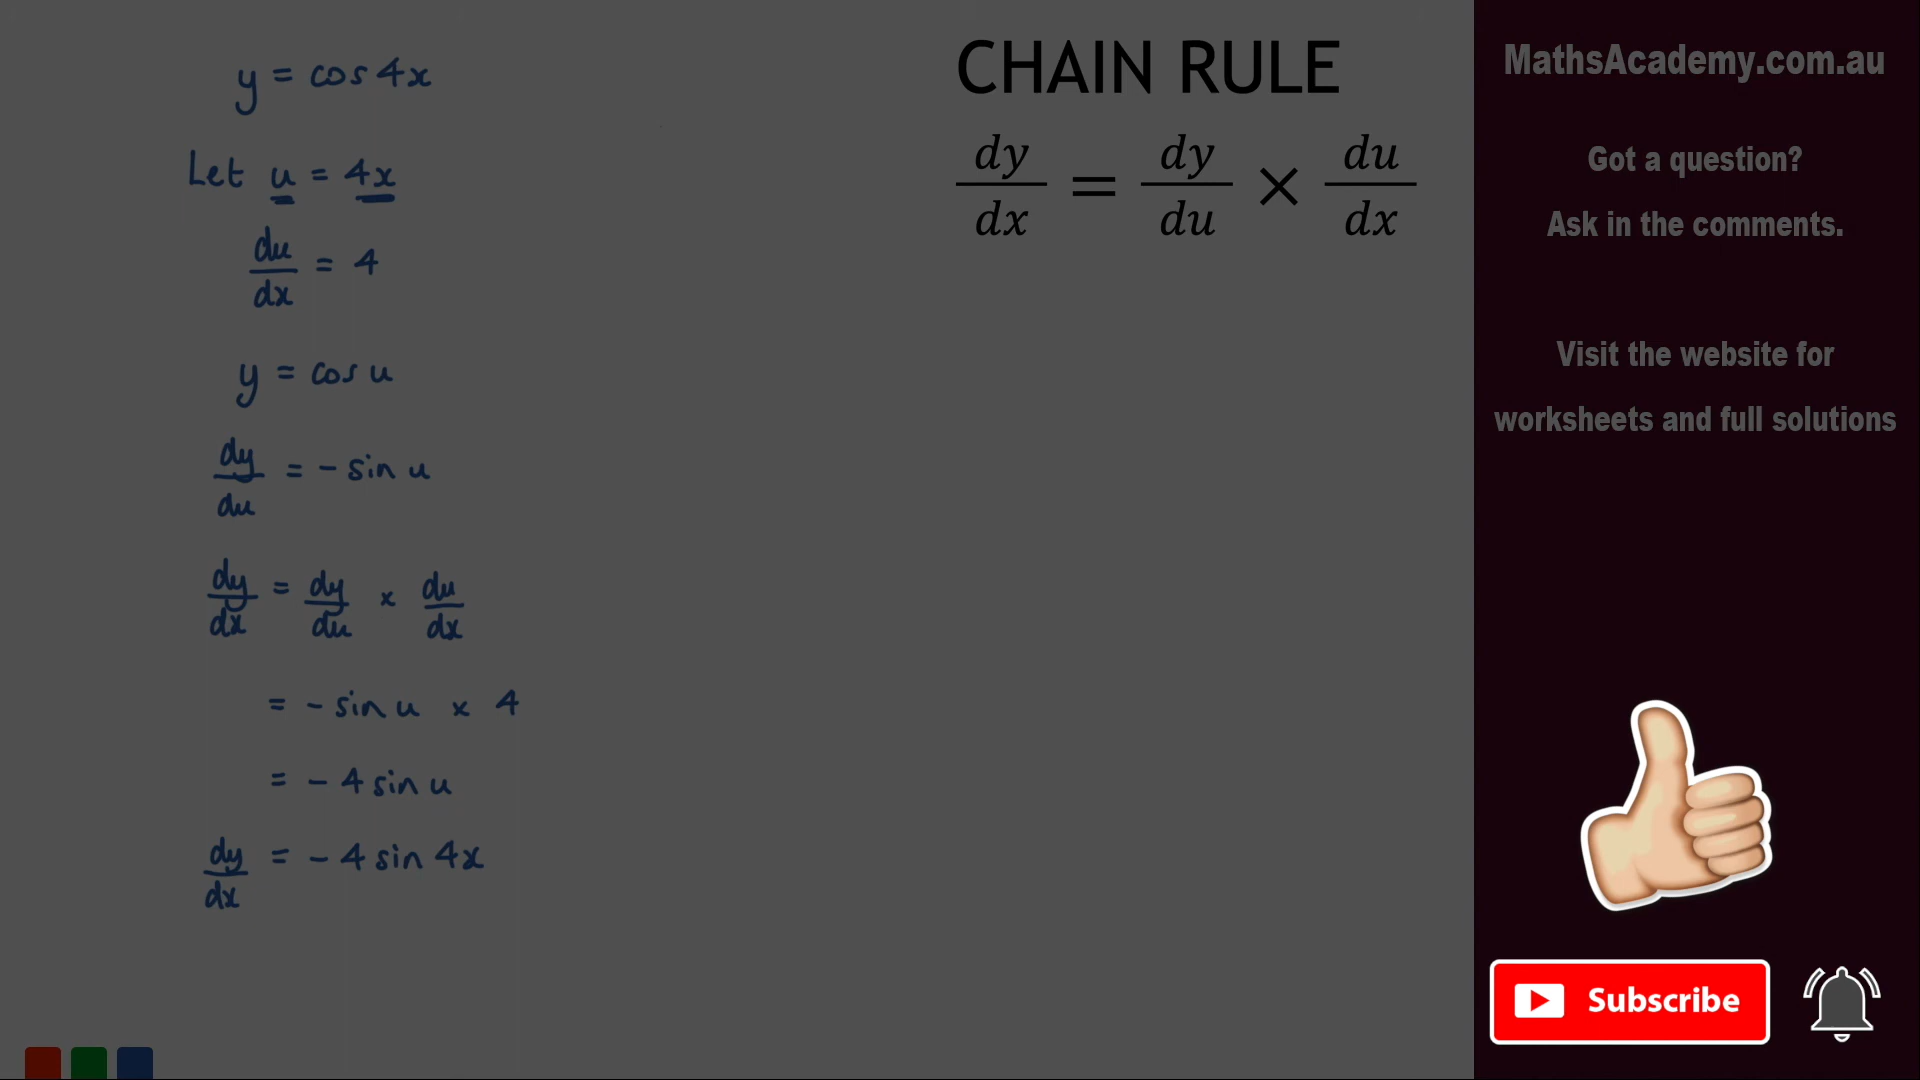 y = cos 4x
Let u = 4x
du/dx = 4
y = cos u
dy/du = - sin u
dy/dx = dy/du × du/dx
= - sin u × 4
= - 4 sin u
dy/dx = - 4 sin 4x
CHAIN RULE
dy/dx = dy/du × du/dx
MathsAcademy.com.au
Got a question?
Ask in the comments.
Visit the website for
worksheets and full solutions
Subscribe